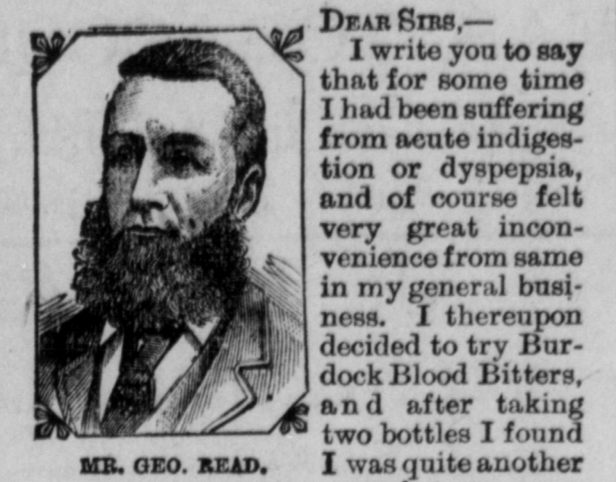 DEAR SIRS,—
I write you to say
that for some time
I had been suffering
from acute indiges-
tion or dyspepsia,
and of course felt
very great incon-
venience from same
in my general busi-
ness. I thereupon
decided to try Bur-
dock Blood Bitters,
and after taking
two bottles I found
I was quite another
MR. GEO. READ.